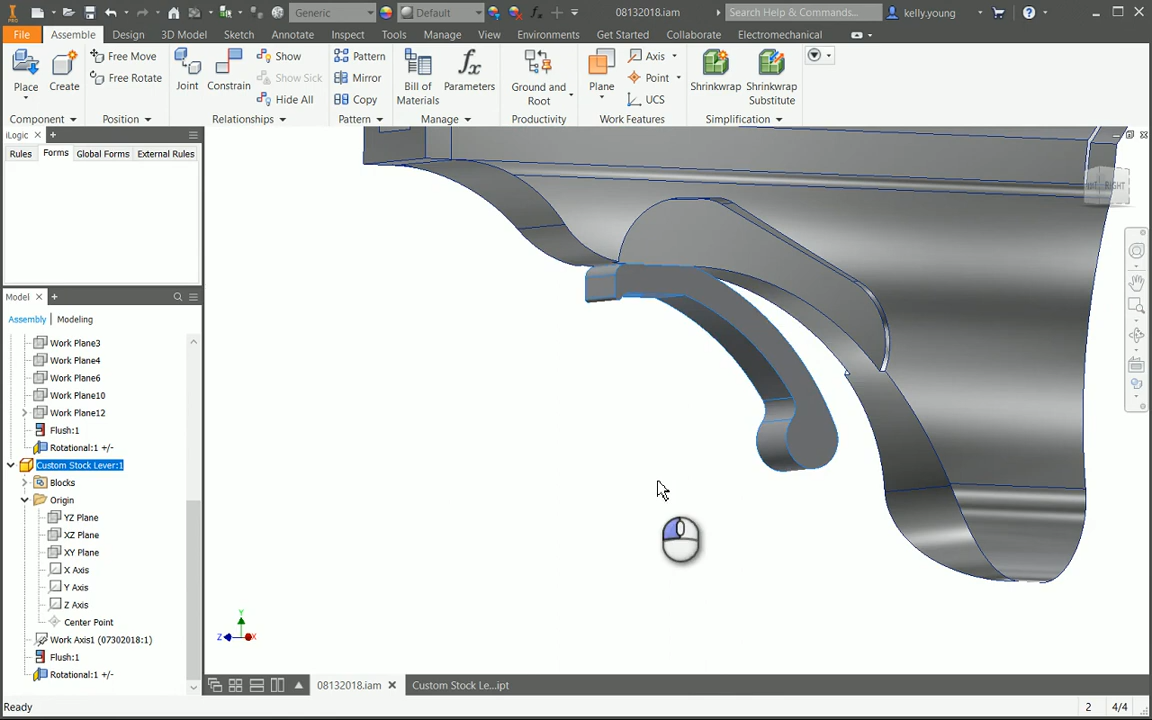 PRO
Generic
Default
fx
08132018.iam
Search Help & Commands...
kelly.young
File
Assemble
Design
3D Model
Sketch
Annotate
Inspect
Tools
Manage
View
Environments
Get Started
Collaborate
Electromechanical
Place
Create
Free Move
Free Rotate
Joint
Constrain
Show
Show Sick
Hide All
Pattern
Mirror
Copy
Bill of
Materials
fx
Parameters
Ground and
Root
Plane
Axis
Point
UCS
Shrinkwrap
Shrinkwrap
Substitute
Component
Position
Relationships
Pattern
Manage
Productivity
Work Features
Simplification
iLogic
Rules
Forms
Global Forms
External Rules
Model
Assembly
Modeling
Work Plane3
Work Plane4
Work Plane6
Work Plane10
Work Plane12
Flush:1
Rotational:1 +/-
Custom Stock Lever:1
Blocks
Origin
YZ Plane
XZ Plane
XY Plane
X Axis
Y Axis
Z Axis
Center Point
Work Axis1 (07302018:1)
Flush:1
Rotational:1 +/-
RIGHT
Y
Z
X
08132018.iam
Custom Stock Le...ipt
Ready
2
4/4